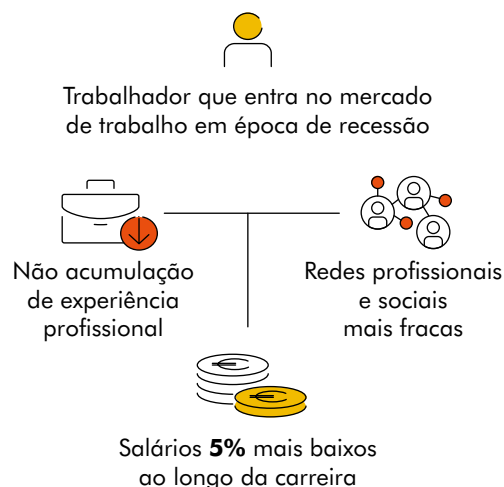 Trabalhador que entra no mercado
de trabalho em época de recessão
Não acumulação
de experiência
profissional
Redes profissionais
e sociais
mais fracas
Salários 5% mais baixos
ao longo da carreira